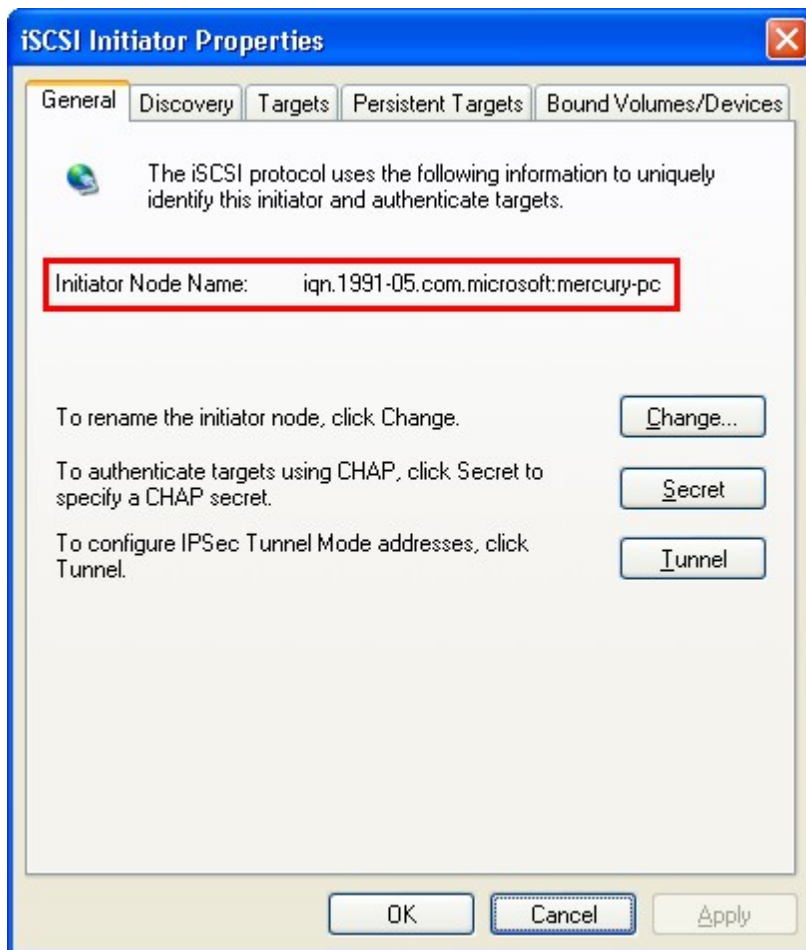 iSCSI Initiator Properties
General Discovery Targets Persistent Targets Bound Volumes/Devices
The iSCSI protocol uses the following information to uniquely
identify this initiator and authenticate targets.
Initiator Node Name: iqn.1991-05.com.microsoft:mercury-pc
To rename the initiator node, click Change.
Change...
To authenticate targets using CHAP, click Secret to
specify a CHAP secret.
Secret
To configure IPSec Tunnel Mode addresses, click
Tunnel.
Tunnel
OK Cancel Apply